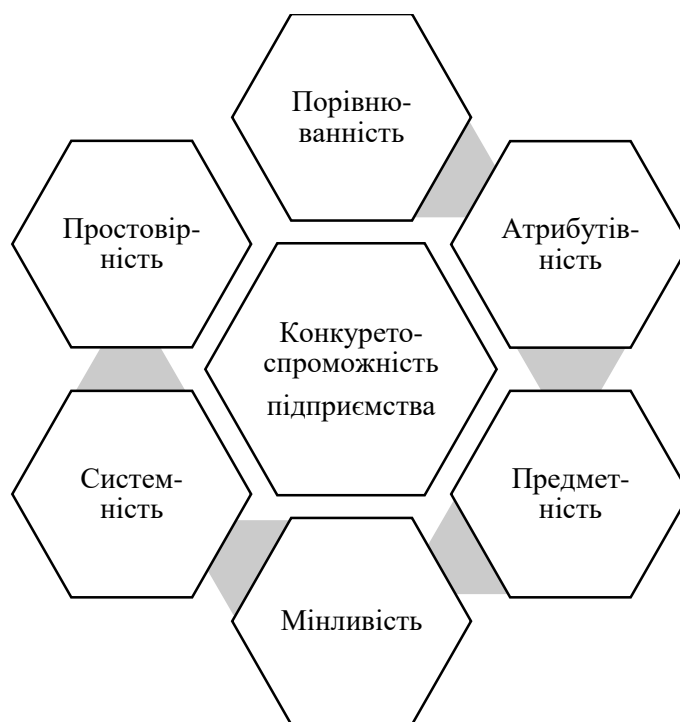 Порівню-
ванність
Простовір-
ність
Атрибутів-
ність
Конкурето-
спроможність
підприємства
Систем-
ність
Предмет-
ність
Мінливість